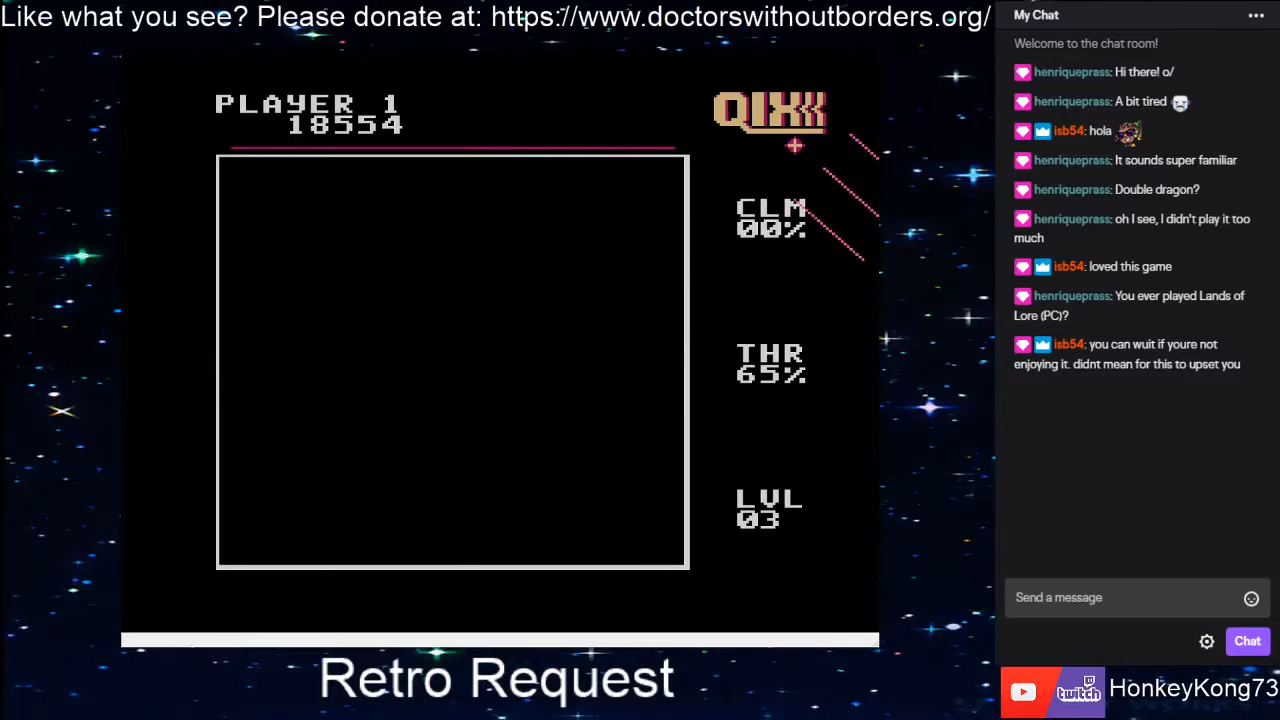 Like what you see? Please donate at: https://www.doctorswithoutborders.org/
PLAYER 1
18554
QIX
CLM
00%
THR
65%
LVL
03
Retro Request
My Chat
Welcome to the chat room!
henriqueprass: Hi there! o/
henriqueprass: A bit tired
isb54: hola
henriqueprass: It sounds super familiar
henriqueprass: Double dragon?
henriqueprass: oh I see, I didn't play it too
much
isb54: loved this game
henriqueprass: You ever played Lands of
Lore (PC)?
isb54: you can wuit if youre not
enjoying it. didnt mean for this to upset you
Send a message
Chat
twitch
HonkeyKong73